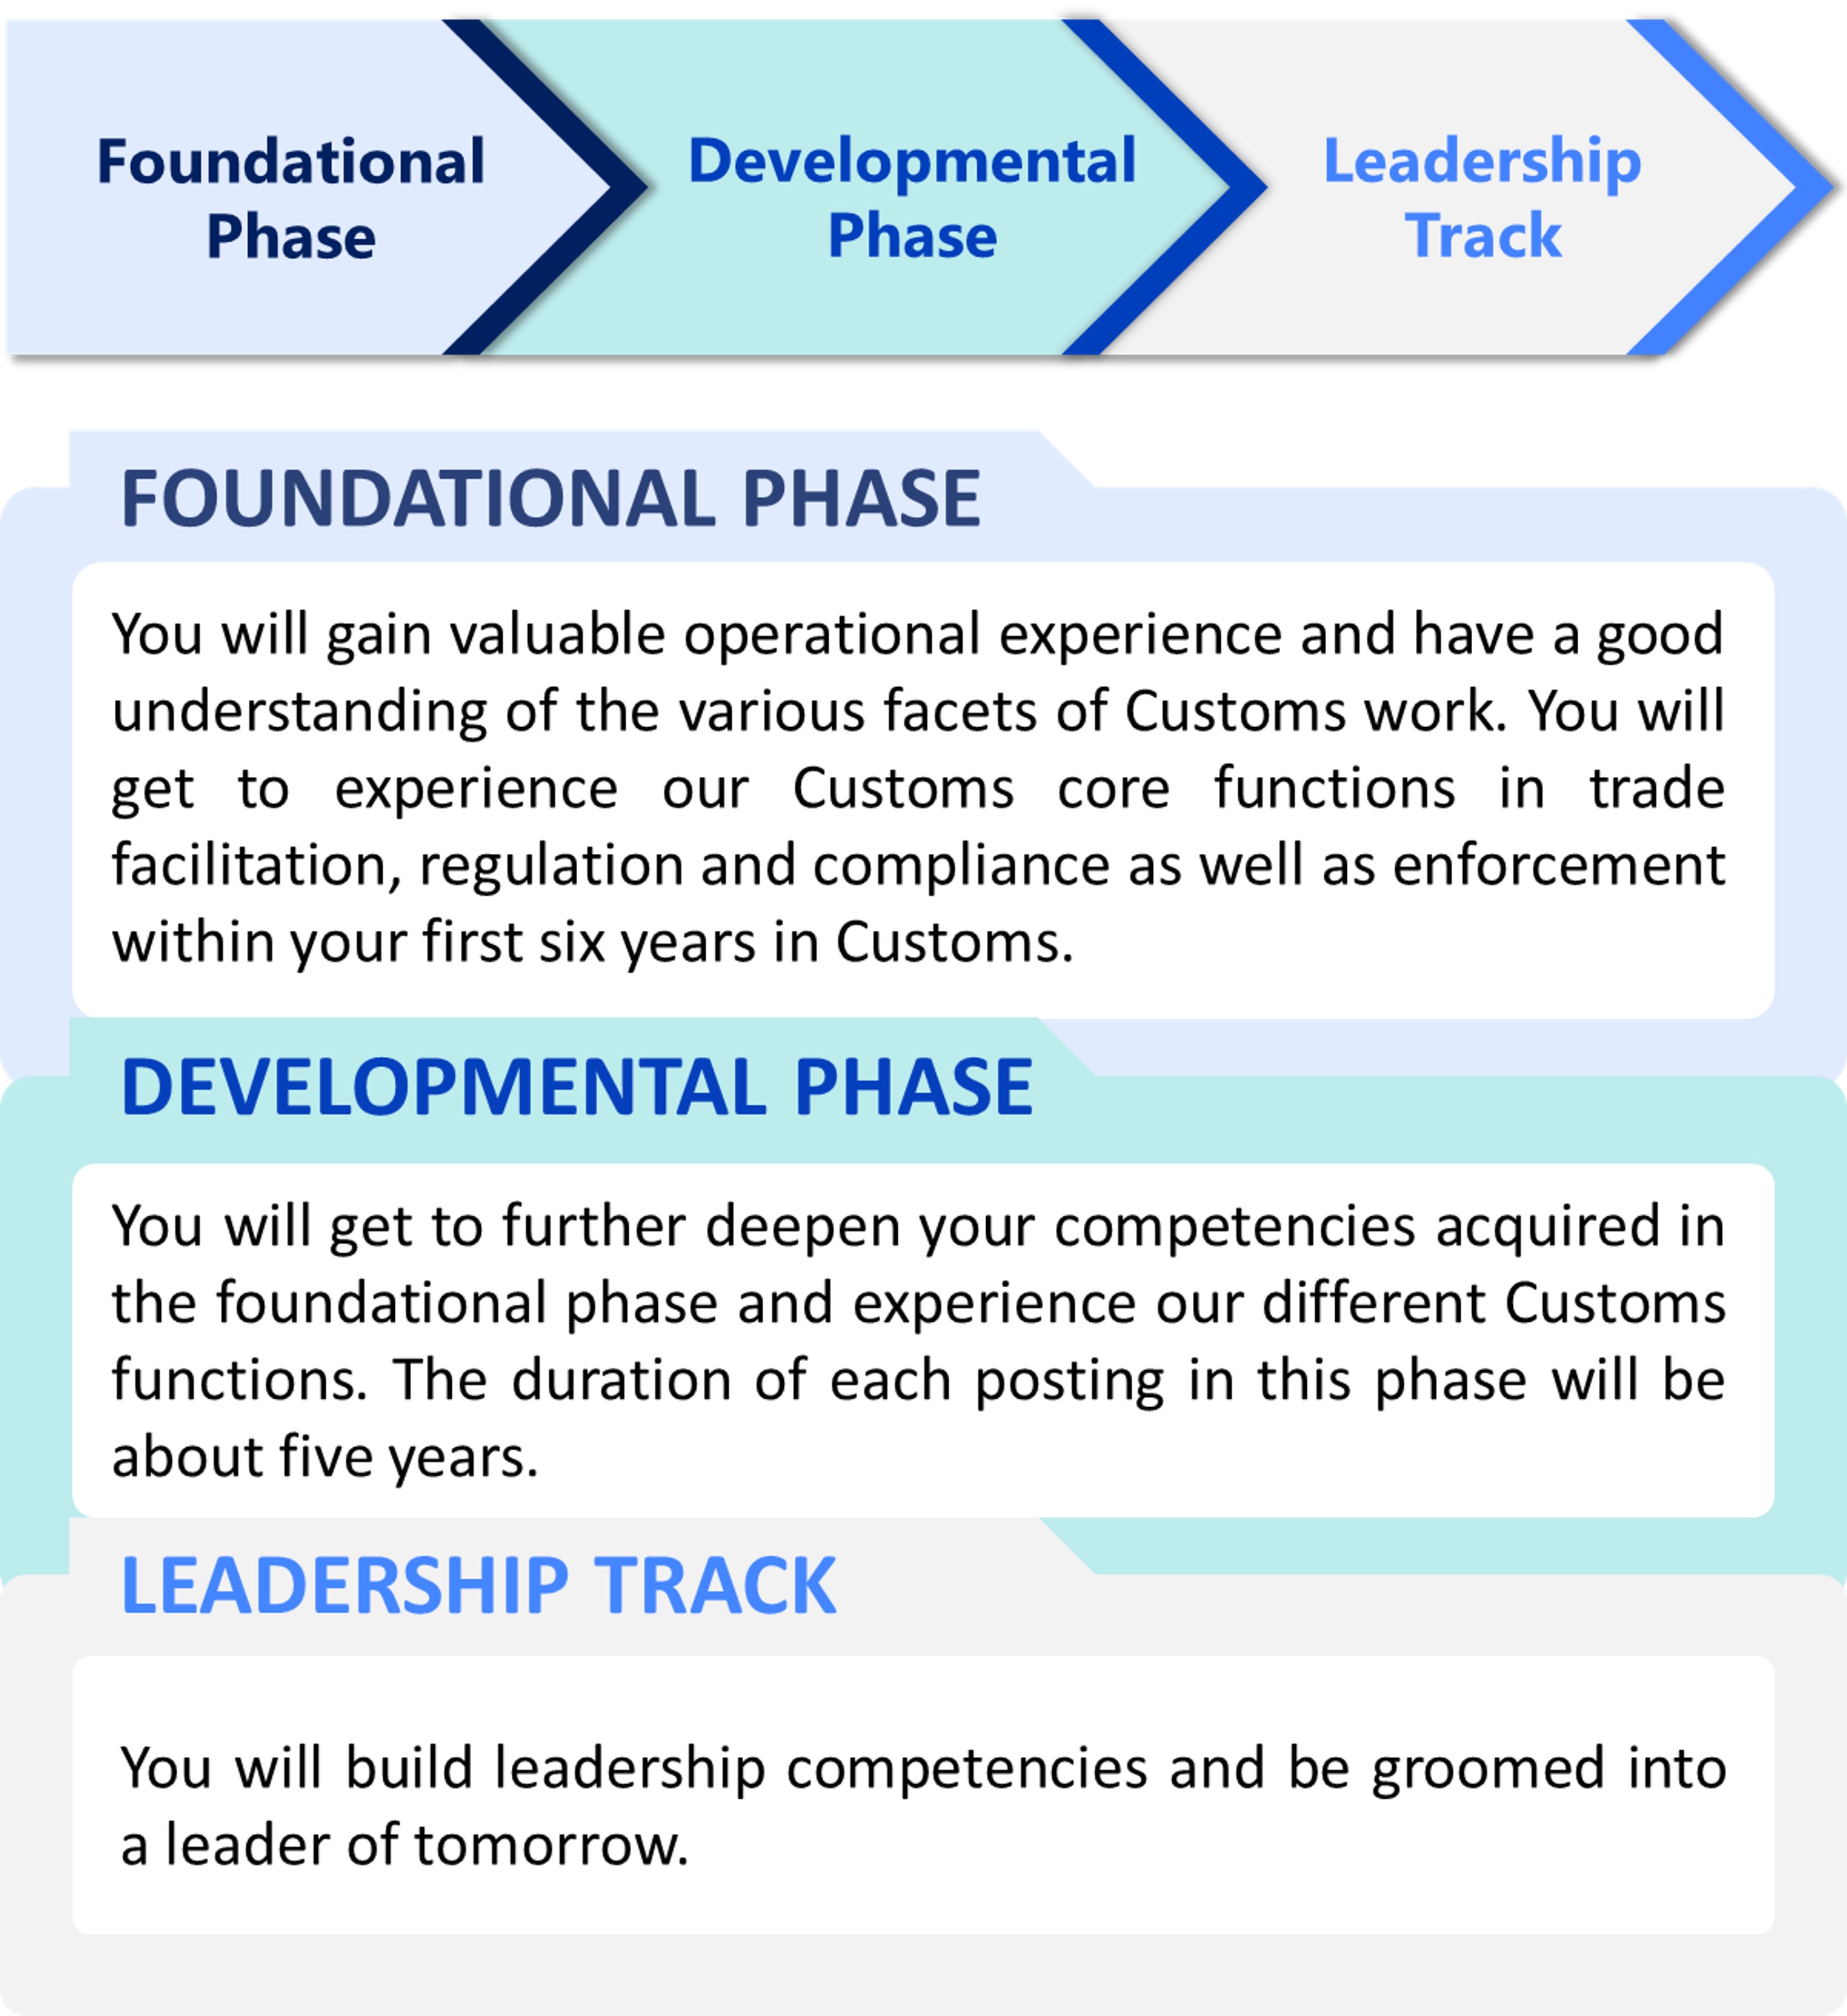 Foundational
Phase
Developmental
Phase
Leadership
Track
FOUNDATIONAL PHASE
You will gain valuable operational experience and have a good
understanding of the various facets of Customs work. You will
get to experience our Customs core functions in trade
facilitation, regulation and compliance as well as enforcement
within your first six years in Customs.
DEVELOPMENTAL PHASE
You will get to further deepen your competencies acquired in
the foundational phase and experience our different Customs
functions. The duration of each posting in this phase will be
about five years.
LEADERSHIP TRACK
You will build leadership competencies and be groomed into
a leader of tomorrow.